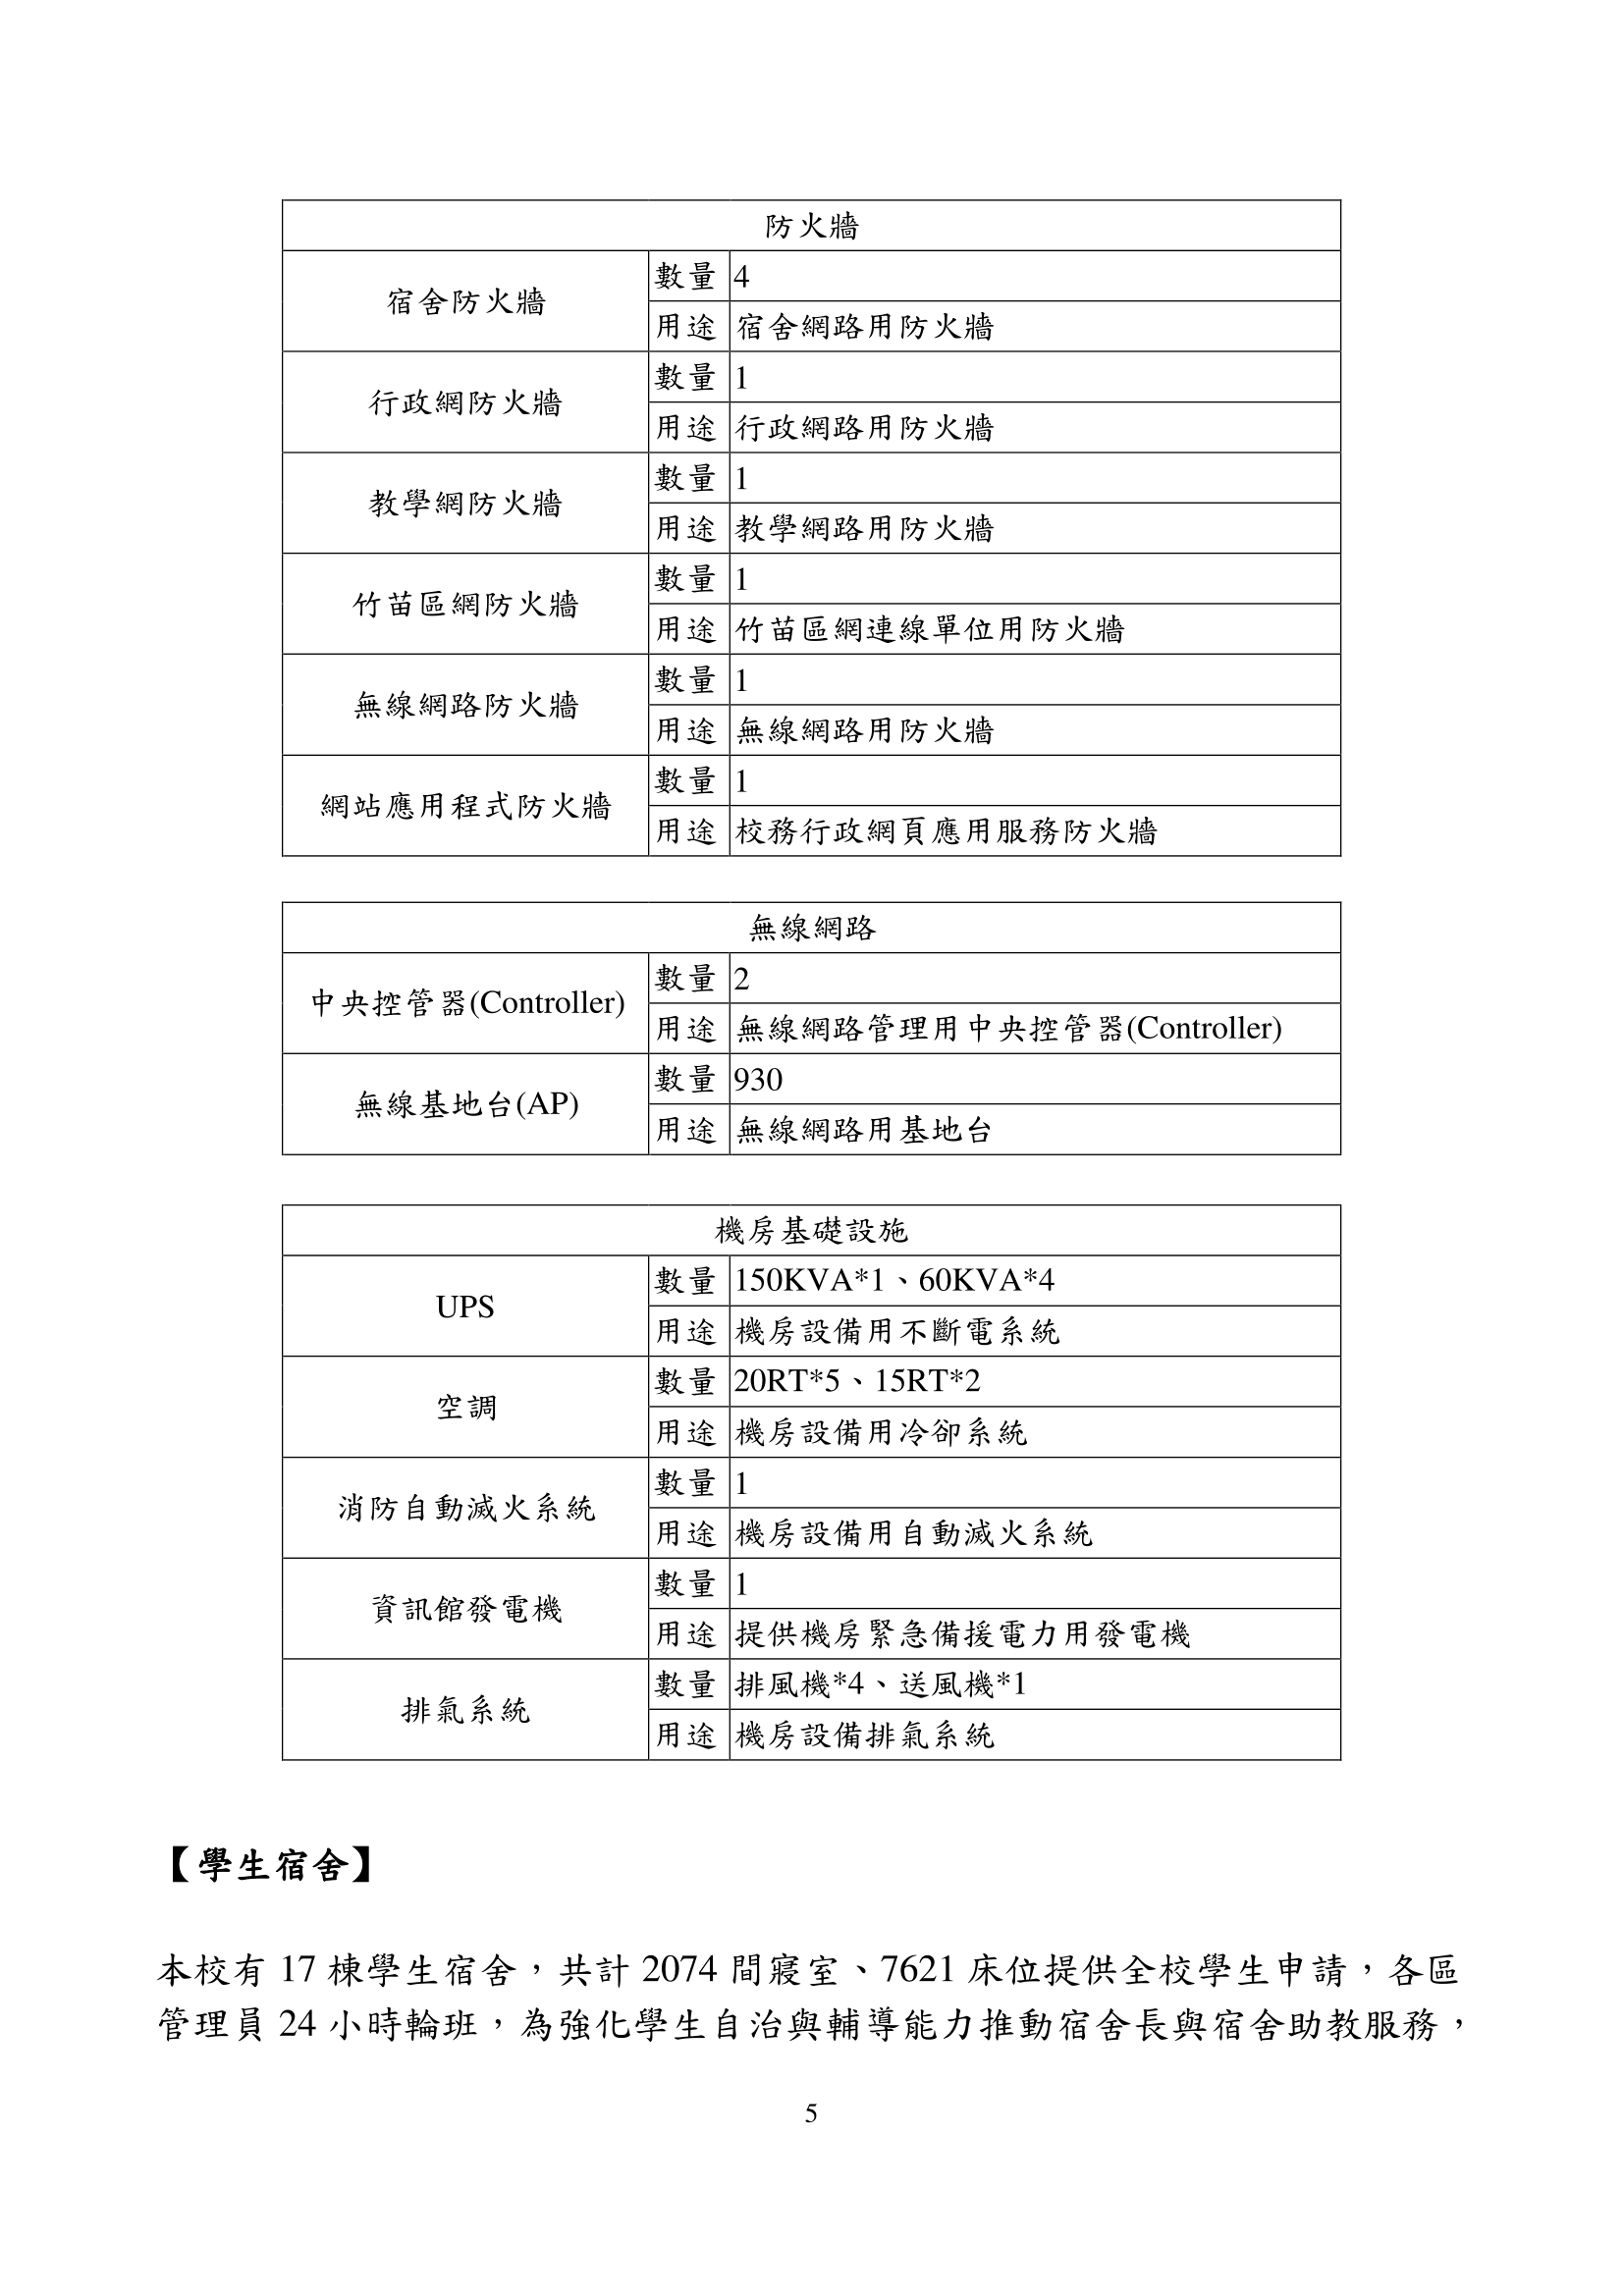 防火牆
宿舍防火牆
數量 4
用途 宿舍網路用防火牆
行政網防火牆
數量 1
用途 行政網路用防火牆
教學網防火牆
數量 1
用途 教學網路用防火牆
竹苗區網防火牆
數量 1
用途 竹苗區網連線單位用防火牆
無線網路防火牆
數量 1
用途 無線網路用防火牆
網站應用程式防火牆
數量 1
用途 校務行政網頁應用服務防火牆
無線網路
中央控管器(Controller)
數量 2
用途 無線網路管理用中央控管器(Controller)
無線基地台(AP)
數量 930
用途 無線網路用基地台
機房基礎設施
UPS
數量 150KVA*1、60KVA*4
用途 機房設備用不斷電系統
空調
數量 20RT*5、15RT*2
用途 機房設備用冷卻系統
消防自動滅火系統
數量 1
用途 機房設備用自動滅火系統
資訊館發電機
數量 1
用途 提供機房緊急備援電力用發電機
排氣系統
數量 排風機*4、送風機*1
用途 機房設備排氣系統
【學生宿舍】
本校有 17 棟學生宿舍，共計 2074 間寢室、7621 床位提供全校學生申請，各區
管理員 24 小時輪班，為強化學生自治與輔導能力推動宿舍長與宿舍助教服務，
5